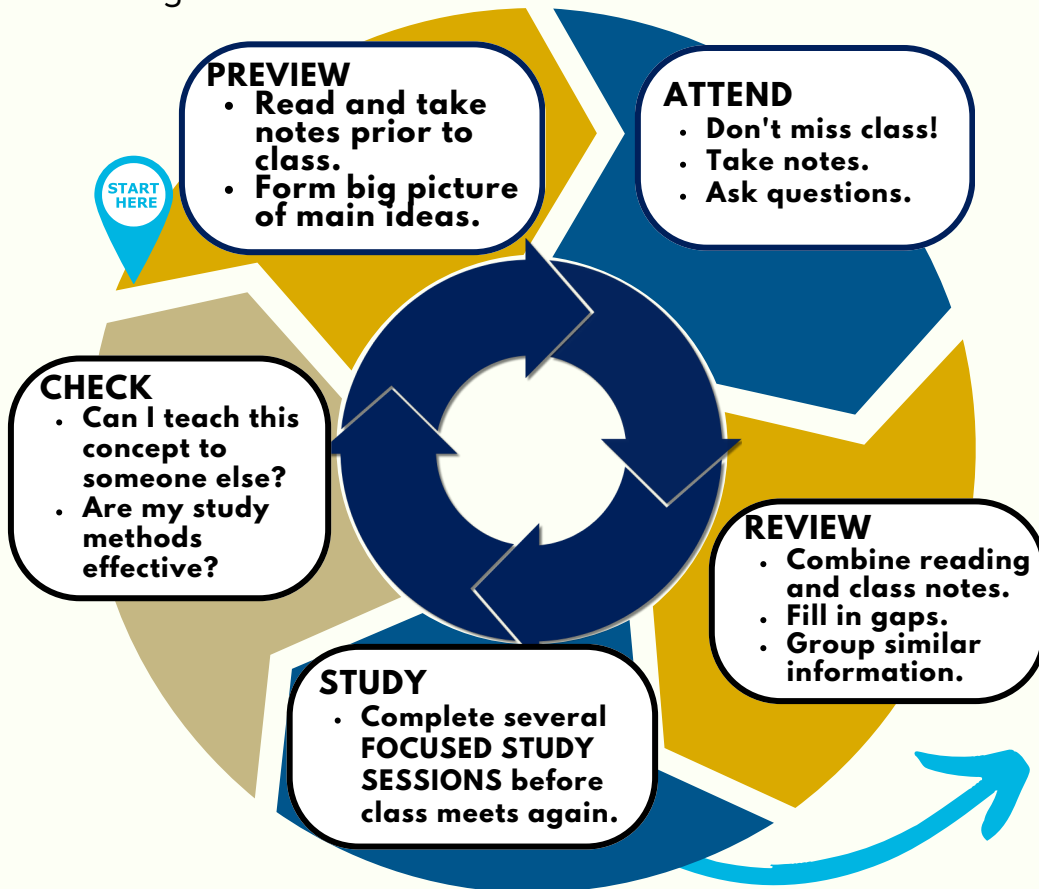 START
HERE
PREVIEW
• Read and take
notes prior to
class.
• Form big picture
of main ideas.
ATTEND
• Don't miss class!
• Take notes.
• Ask questions.
REVIEW
• Combine reading
and class notes.
• Fill in gaps.
• Group similar
information.
STUDY
• Complete several
FOCUSED STUDY
SESSIONS before
class meets again.
CHECK
• Can I teach this
concept to
someone else?
• Are my study
methods
effective?